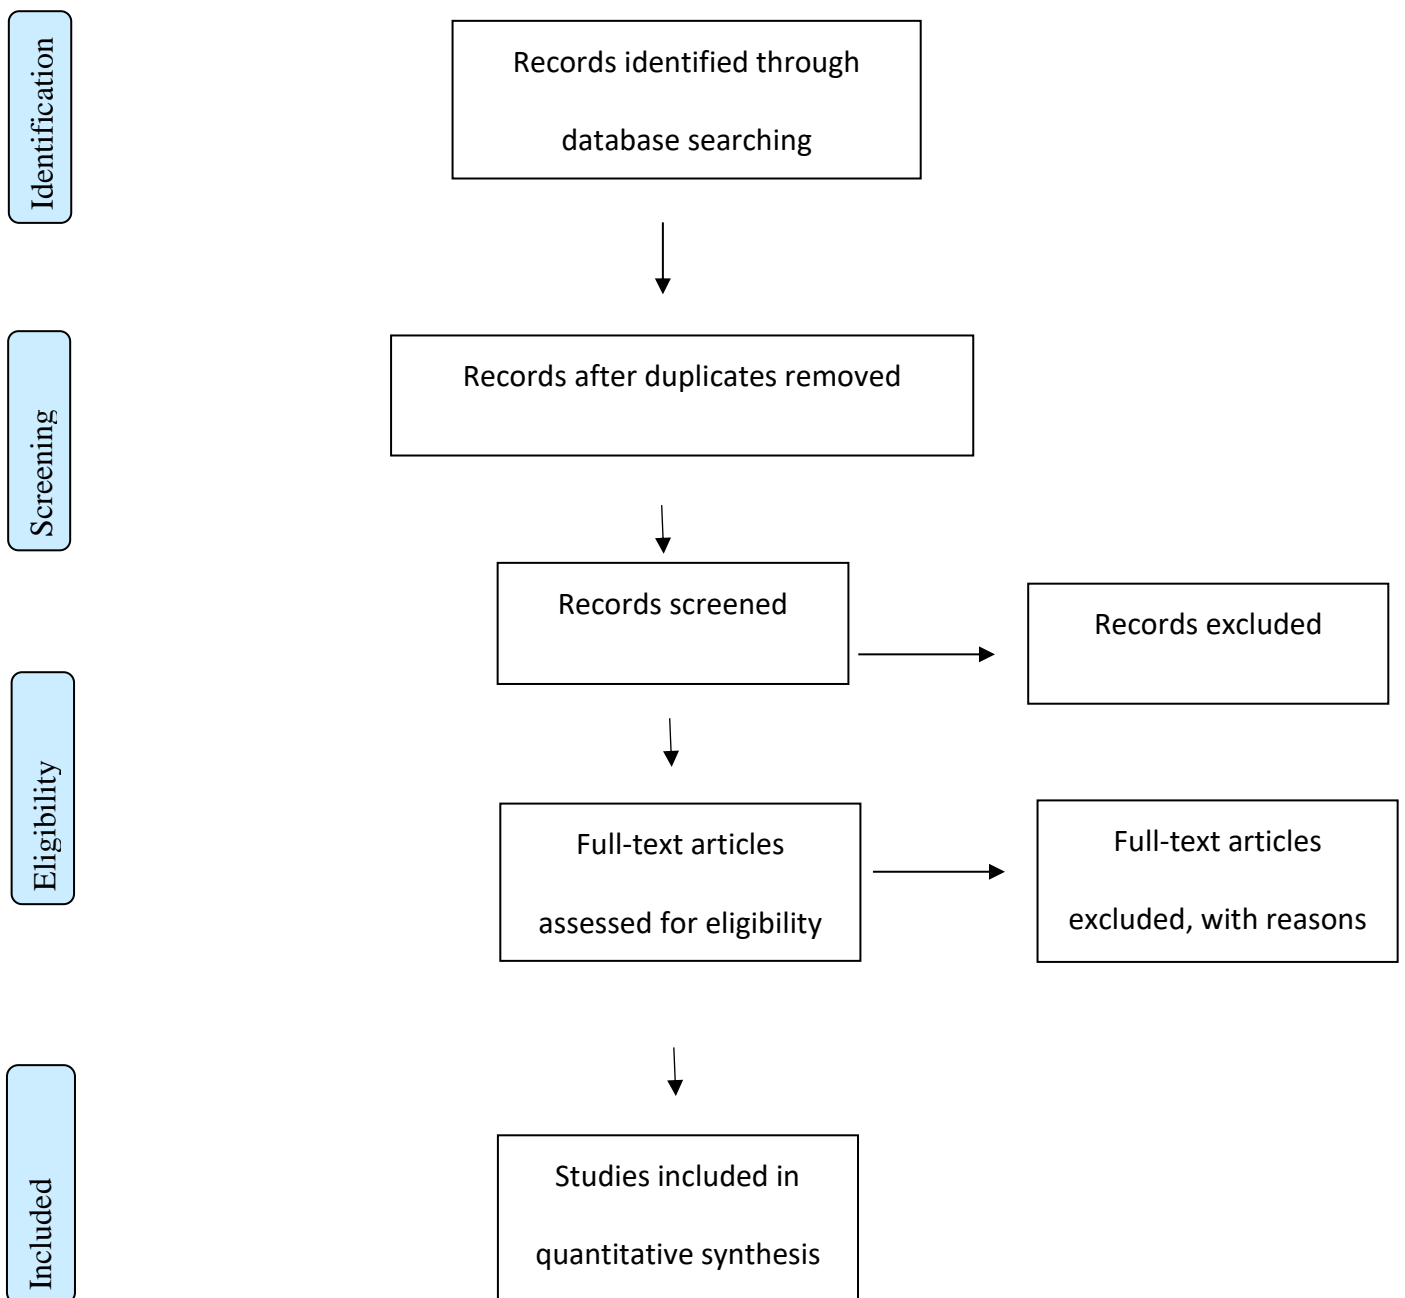 Identification
Records identified through
database searching
Screening
Records after duplicates removed
Records screened
Records excluded
Eligibility
Full-text articles
assessed for eligibility
Full-text articles
excluded, with reasons
Included
Studies included in
quantitative synthesis